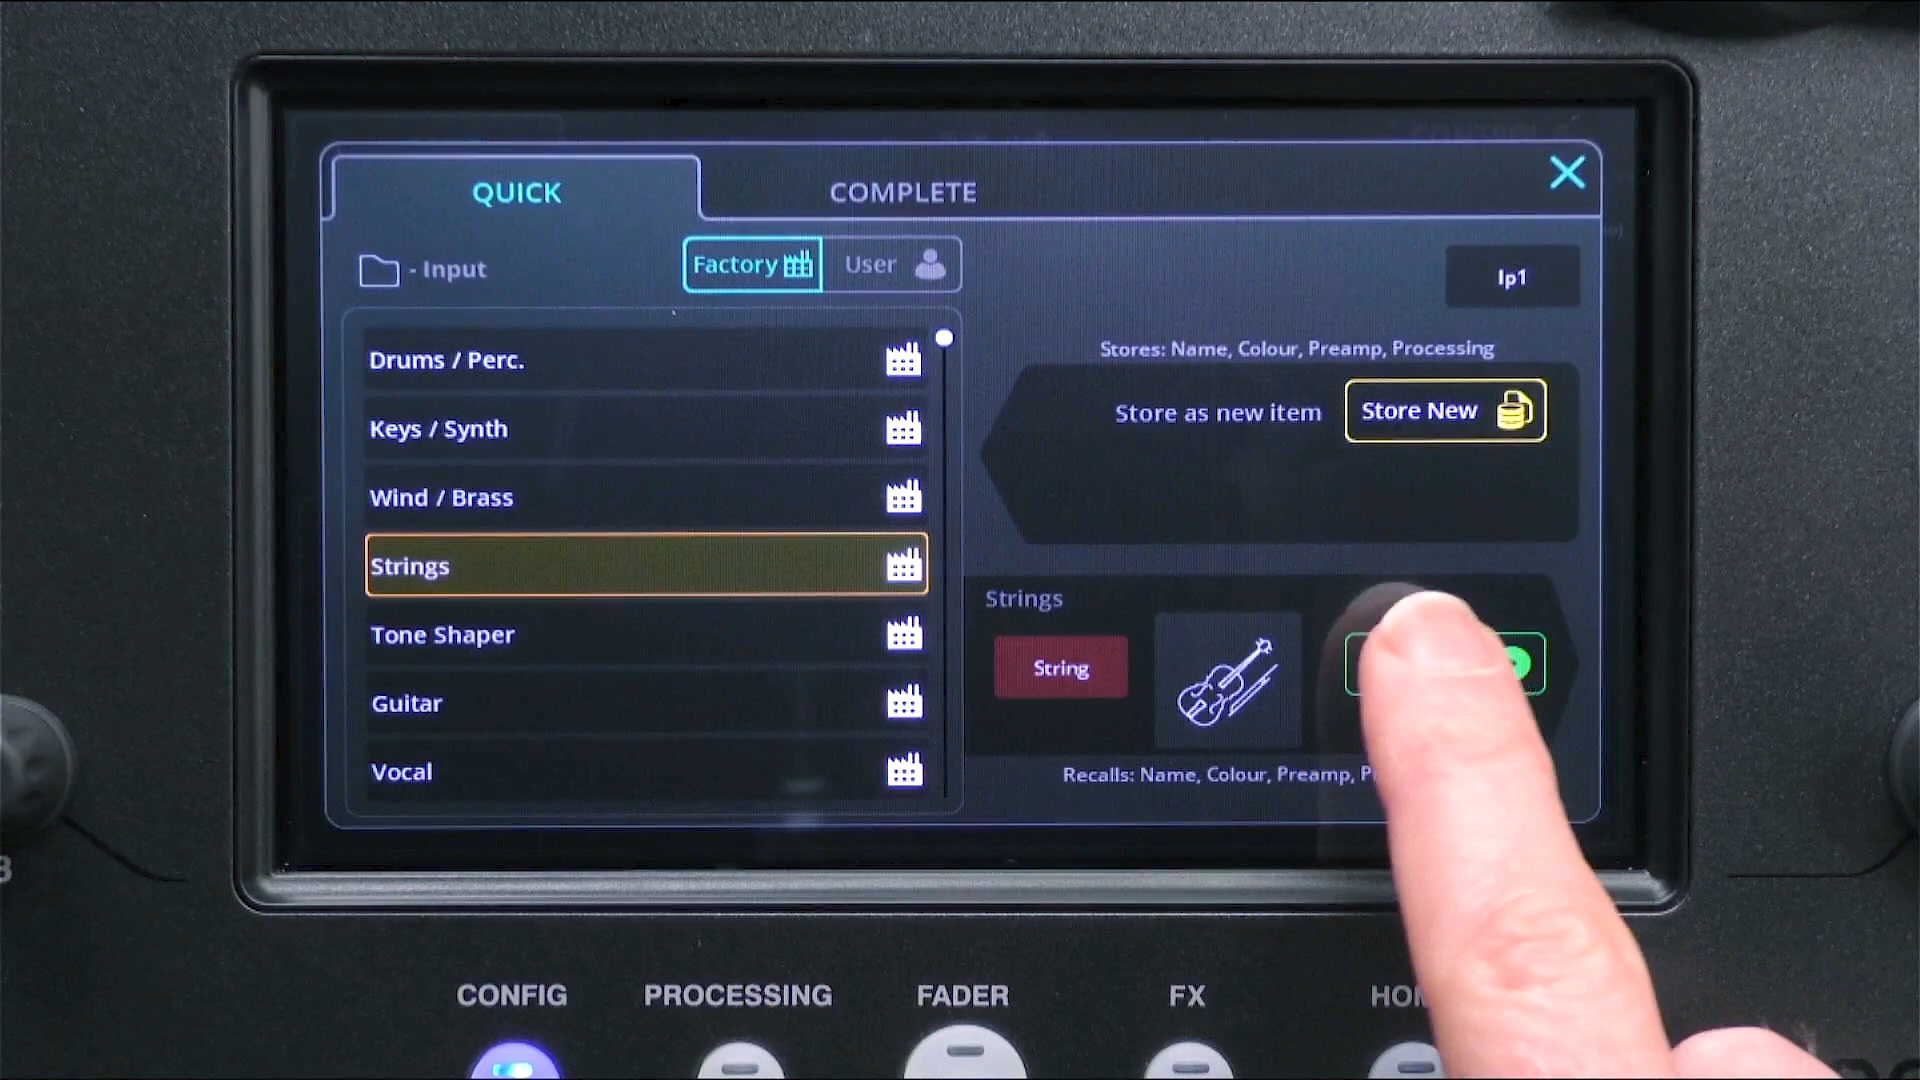 QUICK
COMPLETE
- Input
Factory
User
Ip1
Stores: Name, Colour, Preamp, Processing
Drums / Perc.
Store as new item
Store New
Keys / Synth
Wind / Brass
Strings
Strings
Tone Shaper
String
Guitar
Vocal
Recalls: Name, Colour, Preamp,
CONFIG
PROCESSING
FADER
FX